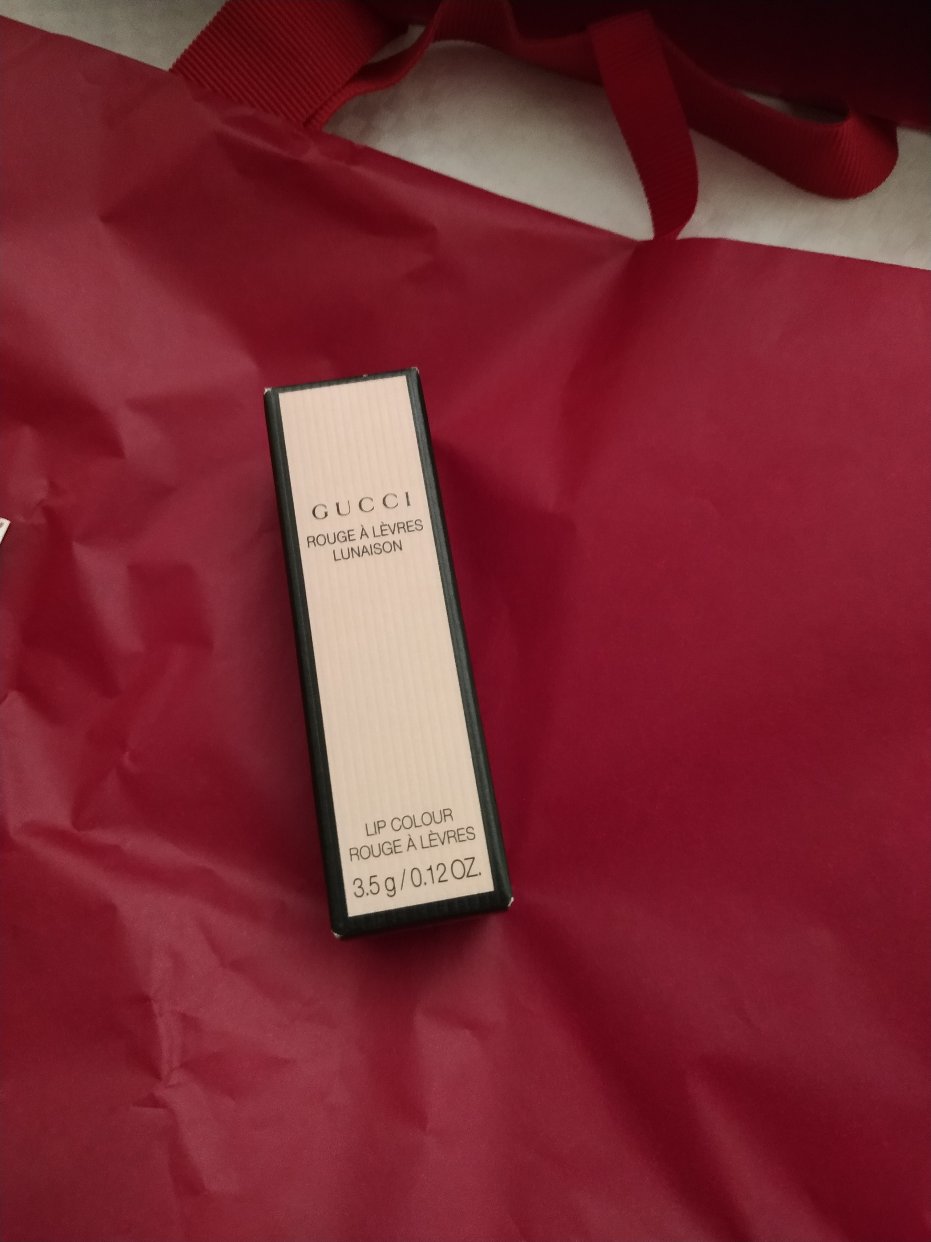 GUCCI
ROUGE À LÈVRES
LUNAISON
LIP COLOUR
ROUGE À LÈVRES
3.5 g / 0.12 OZ.